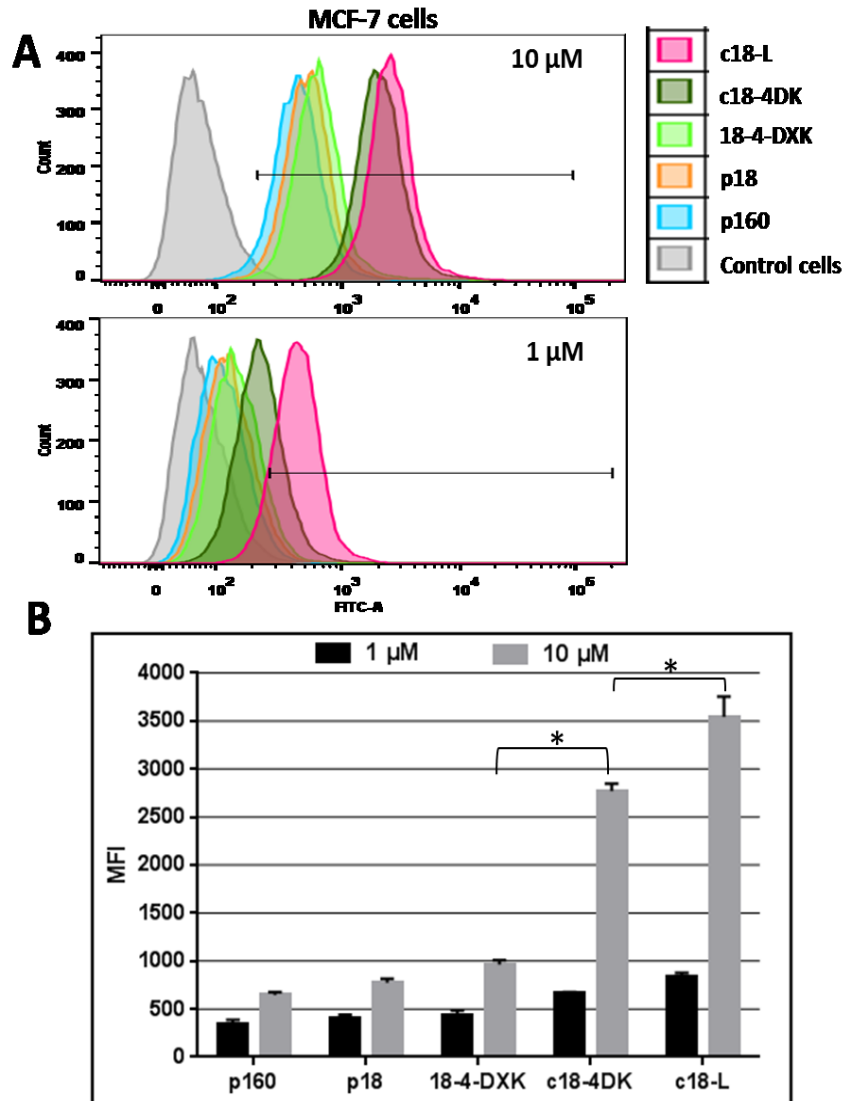 MCF-7 cells
A
10 µM
400
300
200
100
0
Count
0 10² 10³ 10⁴ 10⁵
c18-L
c18-4DK
18-4-DXK
p18
p160
Control cells
1 µM
400
300
200
100
0
Count
0 10² 10³ 10⁴ 10⁵
FITC-A
B
1 µM 10 µM
4000
3500
3000
2500
2000
1500
1000
500
0
MFI
* *
p160 p18 18-4-DXK c18-4DK c18-L